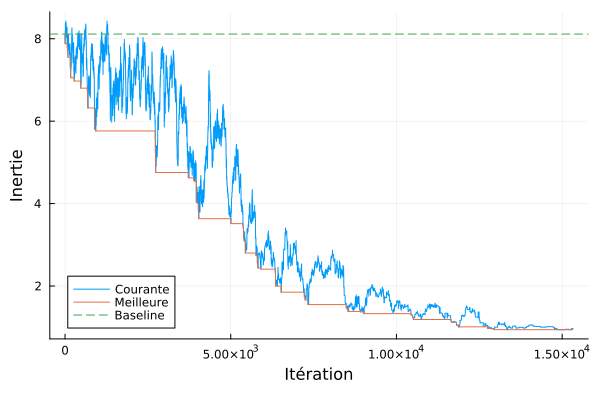 Inertie
8
6
4
2
Courante
Meilleure
Baseline
0
5.00×10³
1.00×10⁴
1.50×10⁴
Itération